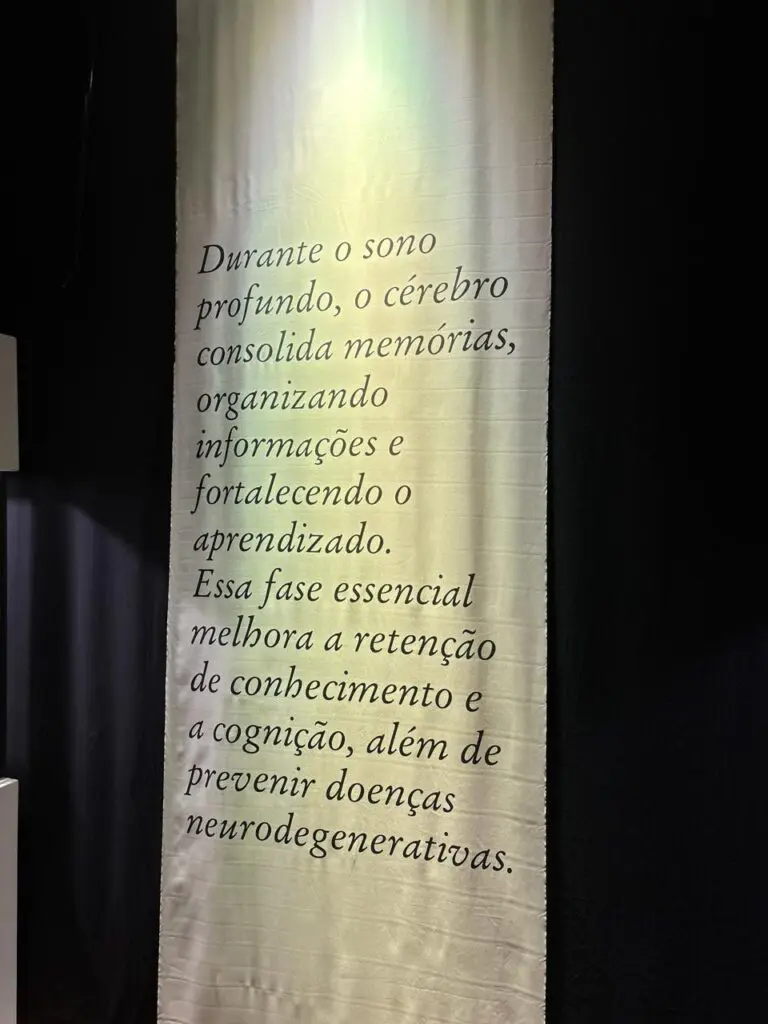 Durante o sono
profundo, o cérebro
consolida memórias,
organizando
informações e
fortalecendo o
aprendizado.
Essa fase essencial
melhora a retenção
de conhecimento e
a cognição, além de
prevenir doenças
neurodegenerativas.